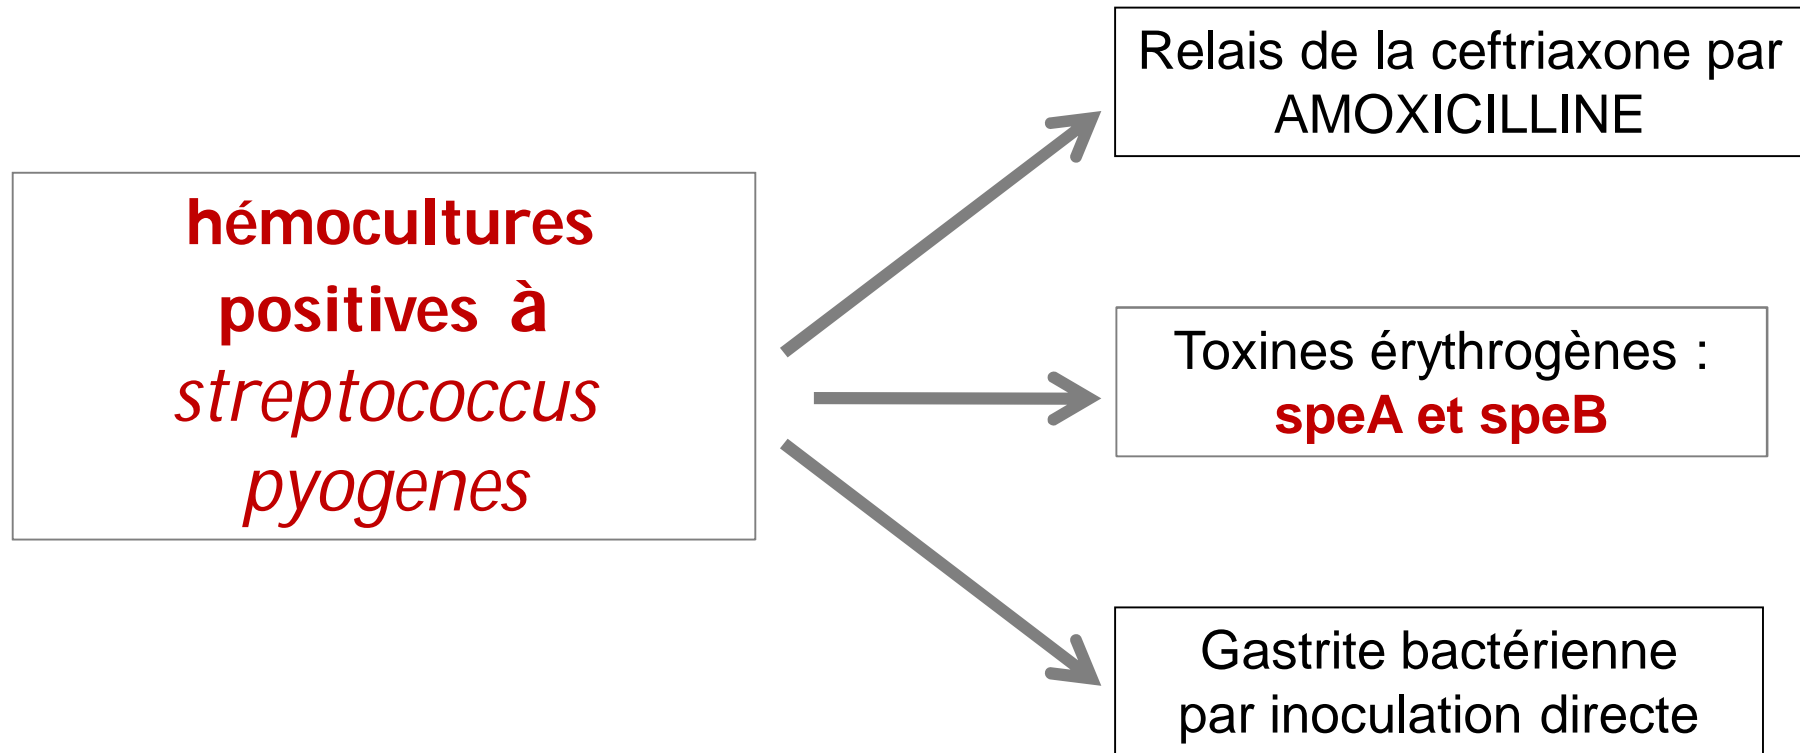 hémocultures
positives à
streptococcus
pyogenes
Relais de la ceftriaxone par
AMOXICILLINE
Toxines érythrogènes :
speA et speB
Gastrite bactérienne
par inoculation directe